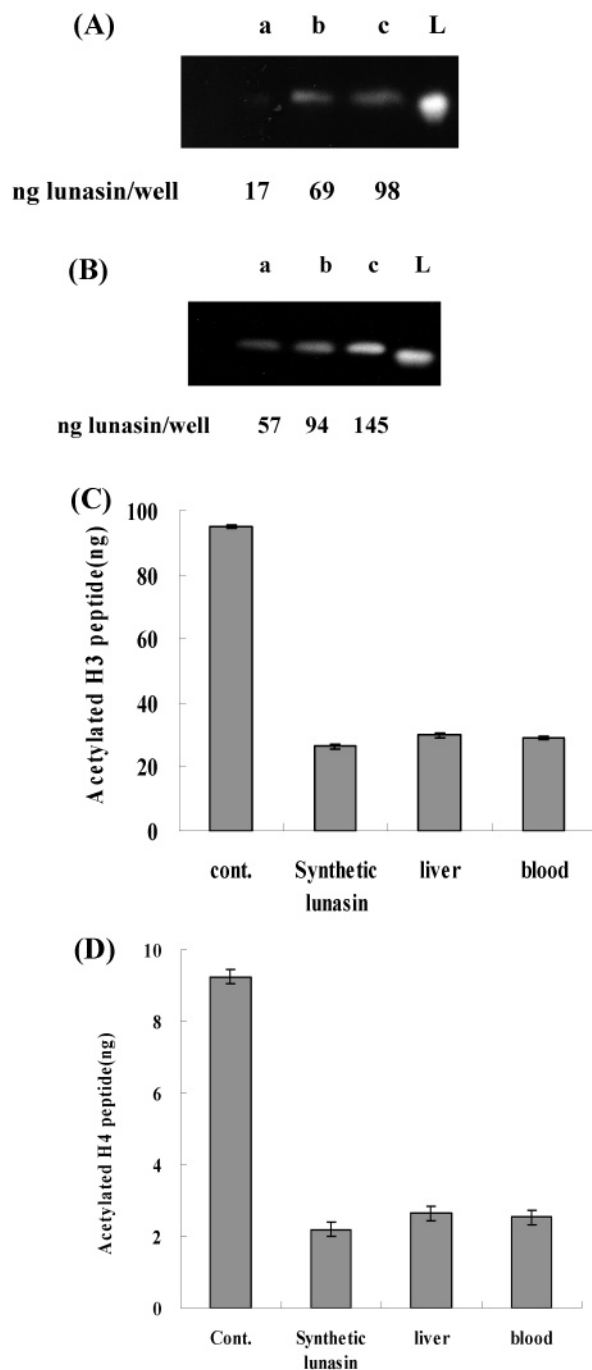 (A) a b c L
ng lunasin/well 17 69 98
(B) a b c L
ng lunasin/well 57 94 145
(C)
Acetylated H3 peptide(ng)
100
80
60
40
20
0
cont. Synthetic lunasin liver blood
(D)
Acetylated H4 peptide(ng)
10
8
6
4
2
0
Cont. Synthetic lunasin liver blood